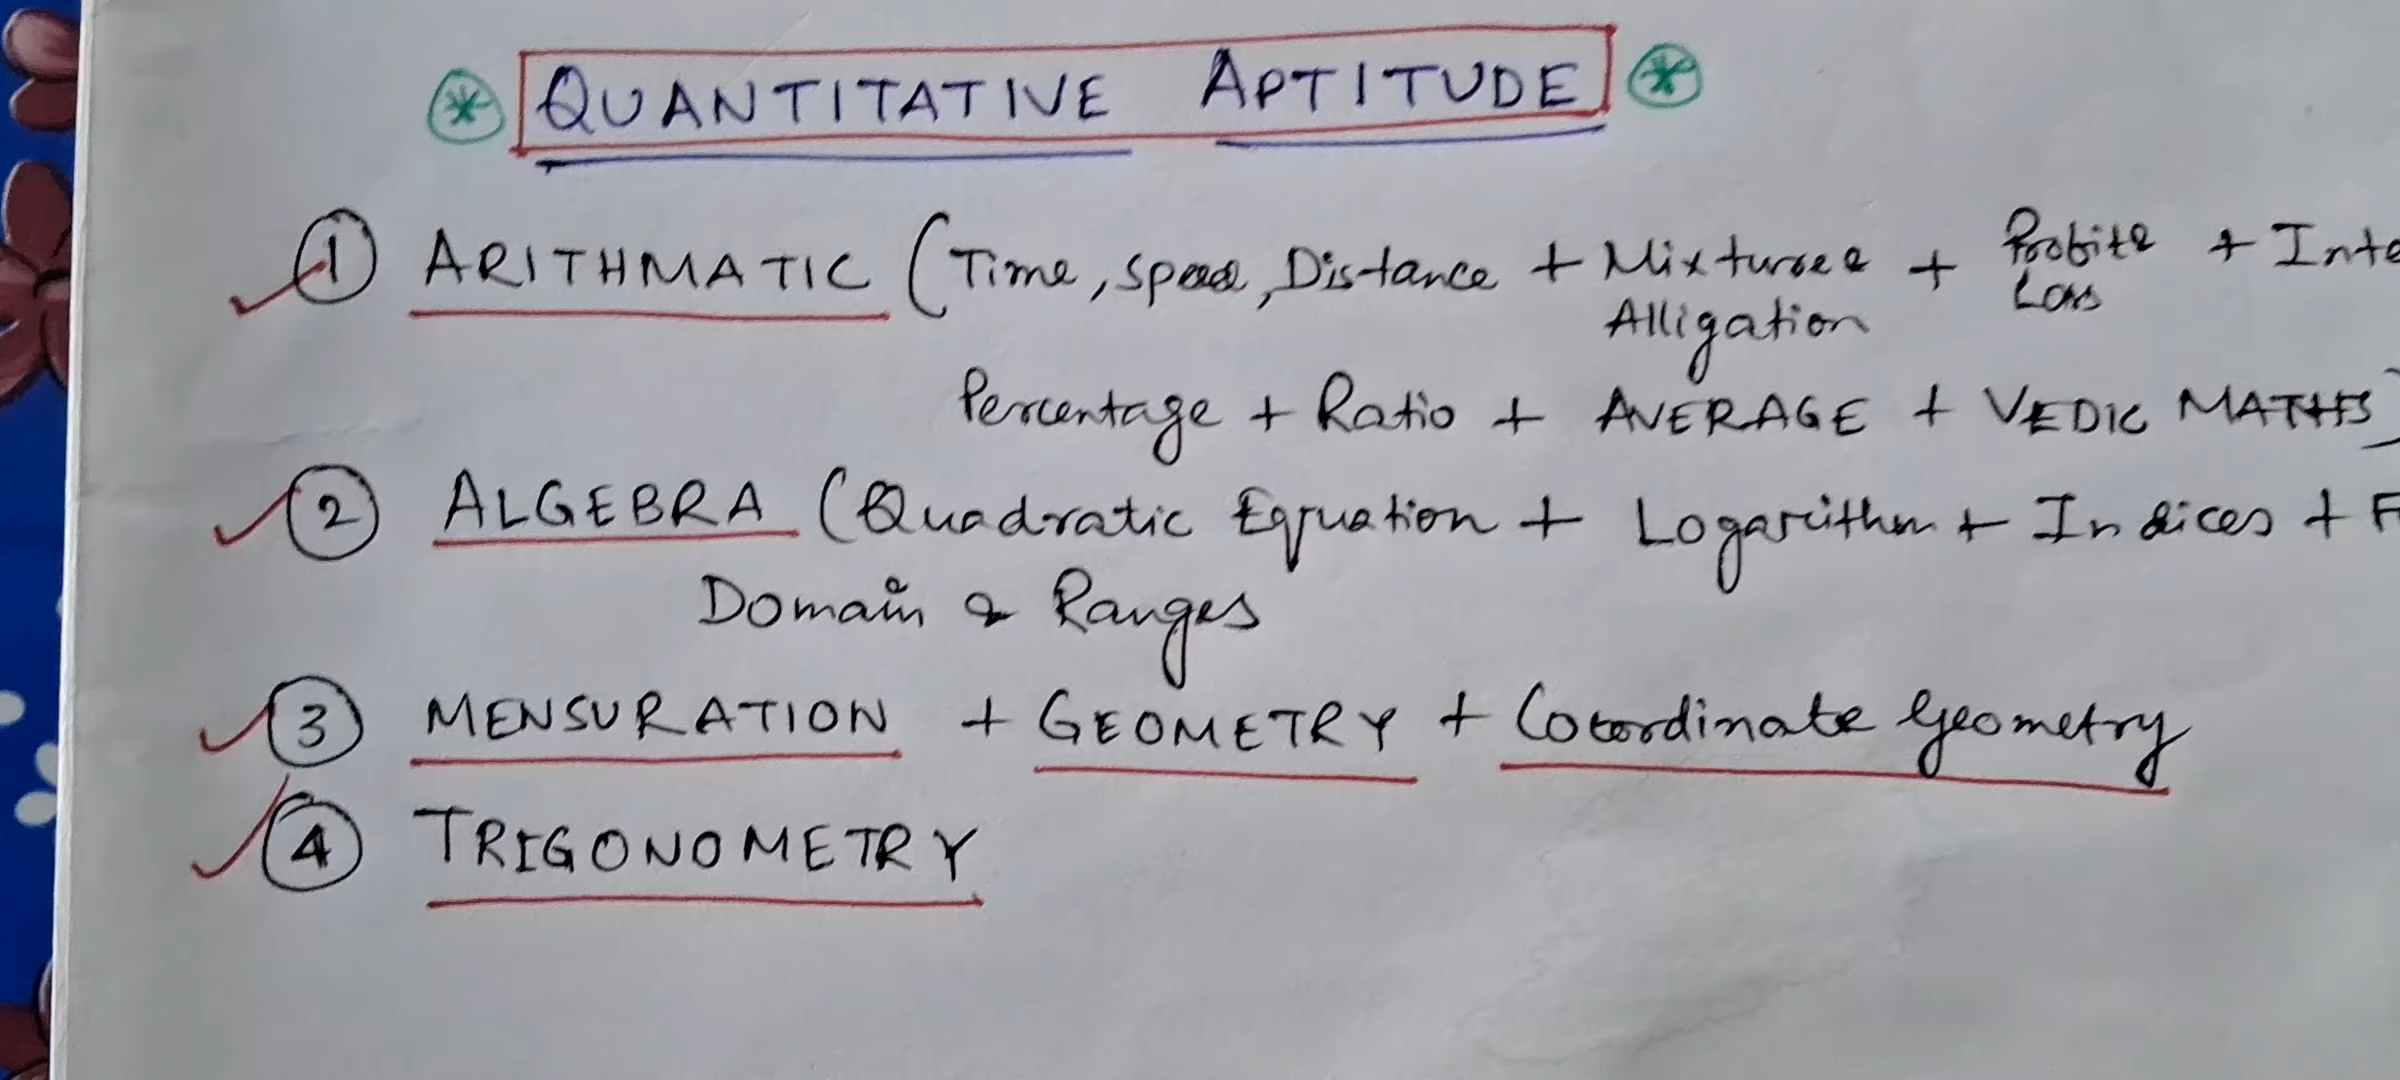 QUANTITATIVE APTITUDE
1 ARITHMATIC (Time, Speed, Distance + Mixtures & + Profit & + Inte
Alligation Loss
Percentage + Ratio + AVERAGE + VEDIC MATHS)
2 ALGEBRA (Quadratic Equation + Logarithm + Indices + F
Domain & Ranges
3 MENSURATION + GEOMETRY + Coordinate Geometry
4 TRIGONOMETRY